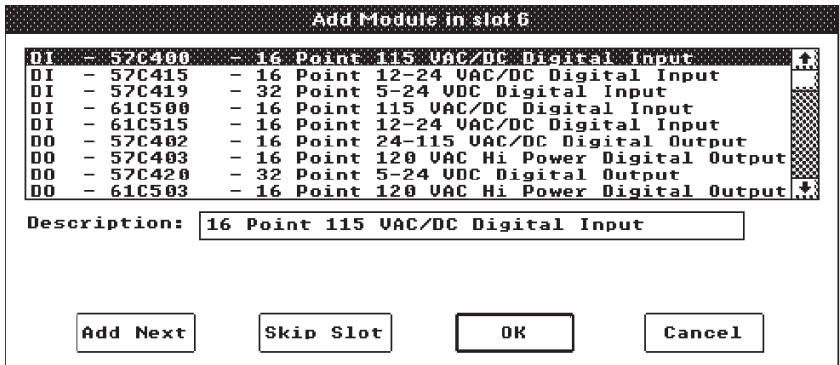 Add Module in slot 6
DI - 57C400 - 16 Point 115 VAC/DC Digital Input
DI - 57C415 - 16 Point 12-24 VAC/DC Digital Input
DI - 57C419 - 32 Point 5-24 VDC Digital Input
DI - 61C500 - 16 Point 115 VAC/DC Digital Input
DI - 61C515 - 16 Point 12-24 VAC/DC Digital Input
DO - 57C402 - 16 Point 24-115 VAC/DC Digital Output
DO - 57C403 - 16 Point 120 VAC Hi Power Digital Output
DO - 57C420 - 32 Point 5-24 VDC Digital Output
DO - 61C503 - 16 Point 120 VAC Hi Power Digital Output
Description: 16 Point 115 VAC/DC Digital Input
Add Next Skip Slot OK Cancel